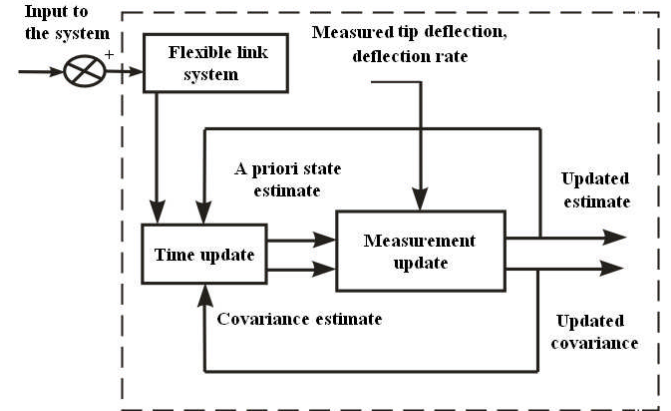 Input to
the system
+
Flexible link
system
Measured tip deflection,
deflection rate
A priori state
estimate
Updated
estimate
Time update
Measurement
update
Covariance estimate
Updated
covariance